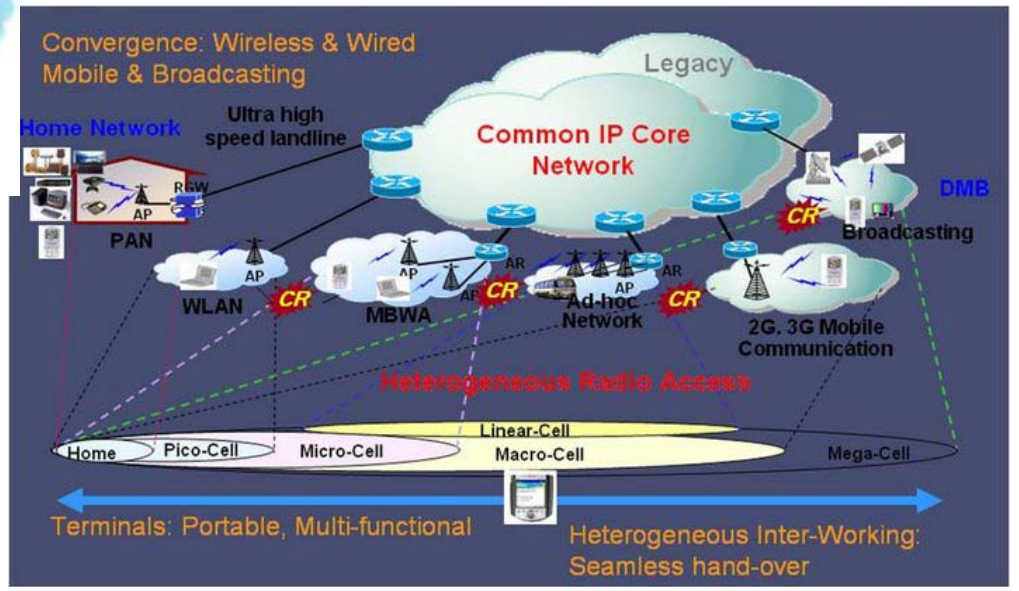 Convergence: Wireless & Wired
Mobile & Broadcasting
Legacy
Home Network
Ultra high
speed landline
Common IP Core
Network
RGW
AP
PAN
DMB
CR
Broadcasting
AP
WLAN
CR
AP
AP
AR
MBWA
CR
AP
AR
Ad-hoc
Network
CR
2G. 3G Mobile
Communication
Heterogeneous Radio Access
Linear-Cell
Home
Pico-Cell
Micro-Cell
Macro-Cell
Mega-Cell
Terminals: Portable, Multi-functional
Heterogeneous Inter-Working:
Seamless hand-over